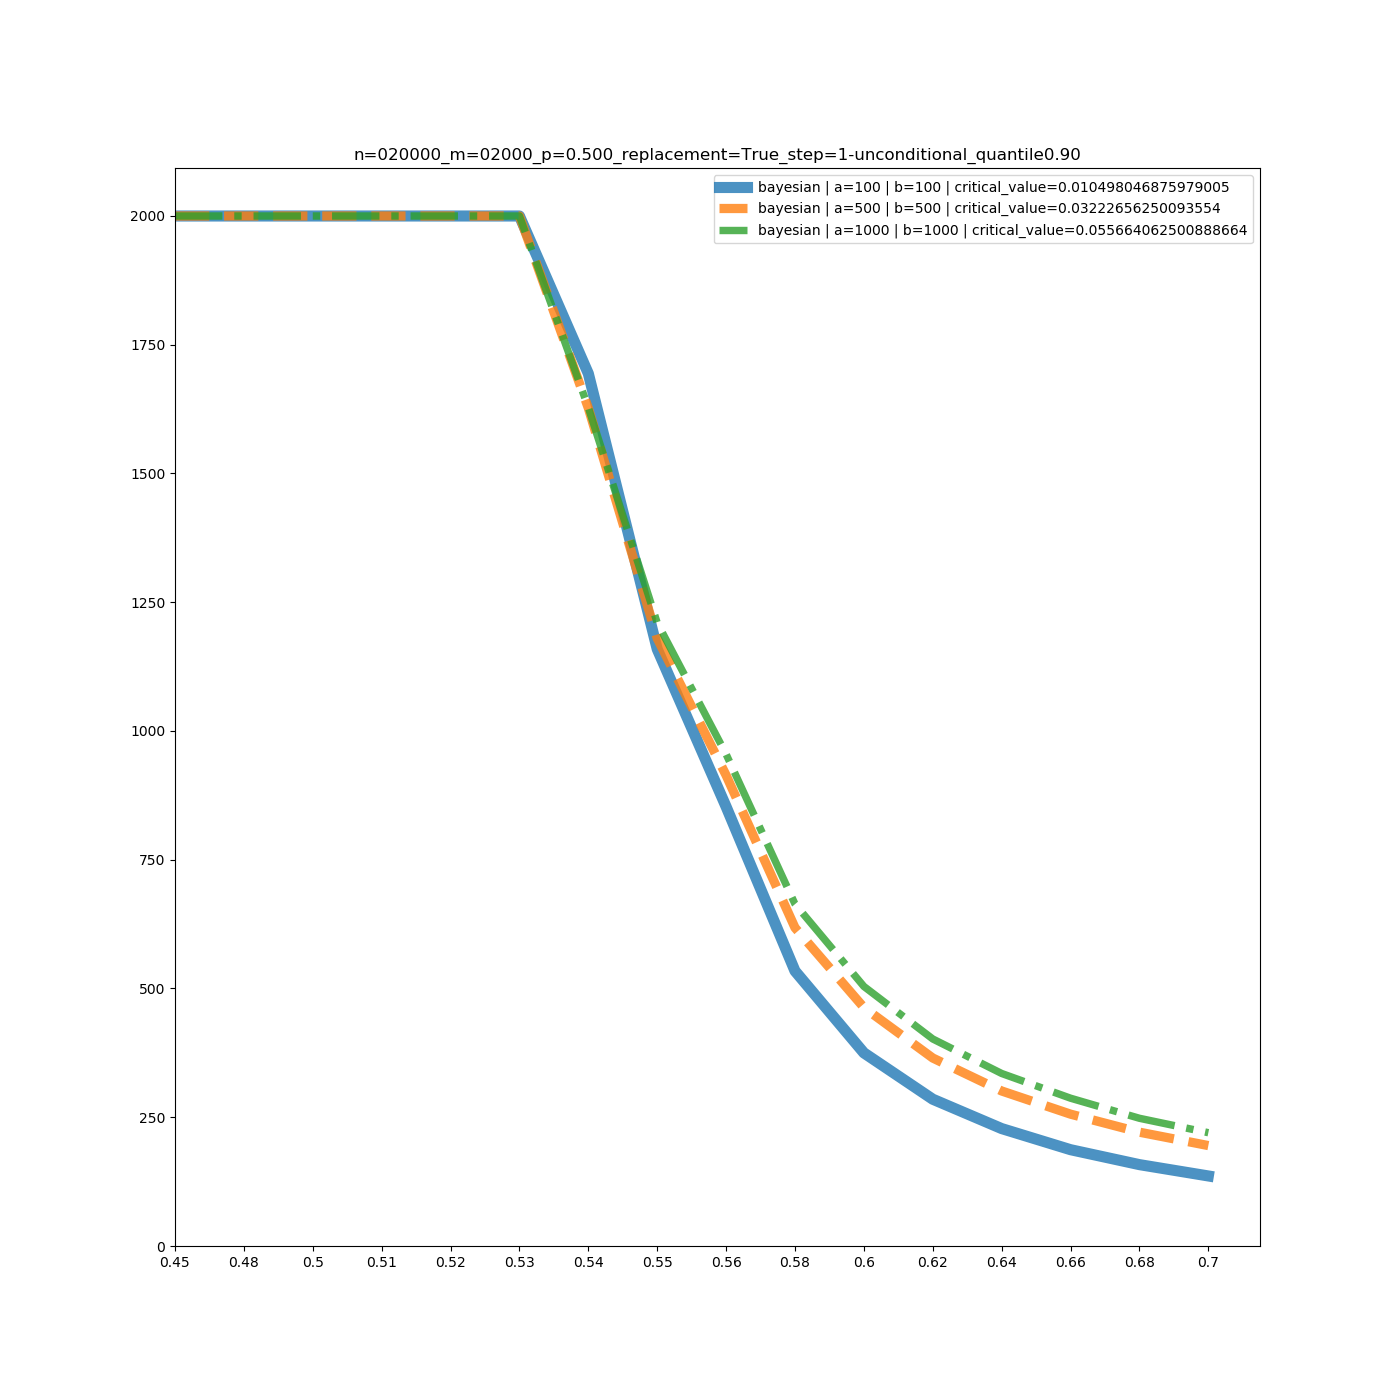 n=020000_m=02000_p=0.500_replacement=True_step=1-unconditional_quantile0.90
bayesian | a=100 | b=100 | critical_value=0.010498046875979005
bayesian | a=500 | b=500 | critical_value=0.03222656250093554
bayesian | a=1000 | b=1000 | critical_value=0.055664062500888664
2000
1750
1500
1250
1000
750
500
250
0
0.45 0.48 0.5 0.51 0.52 0.53 0.54 0.55 0.56 0.58 0.6 0.62 0.64 0.66 0.68 0.7